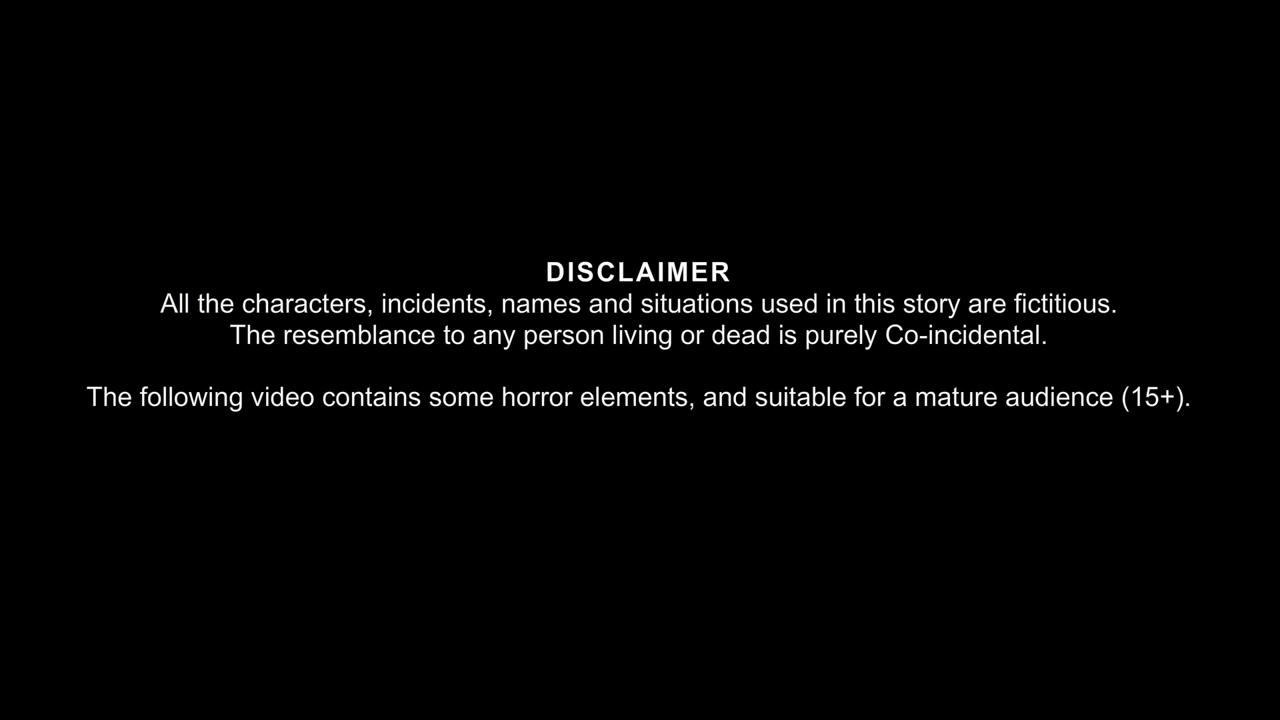 DISCLAIMER
All the characters, incidents, names and situations used in this story are fictitious.
The resemblance to any person living or dead is purely Co-incidental.
The following video contains some horror elements, and suitable for a mature audience (15+).